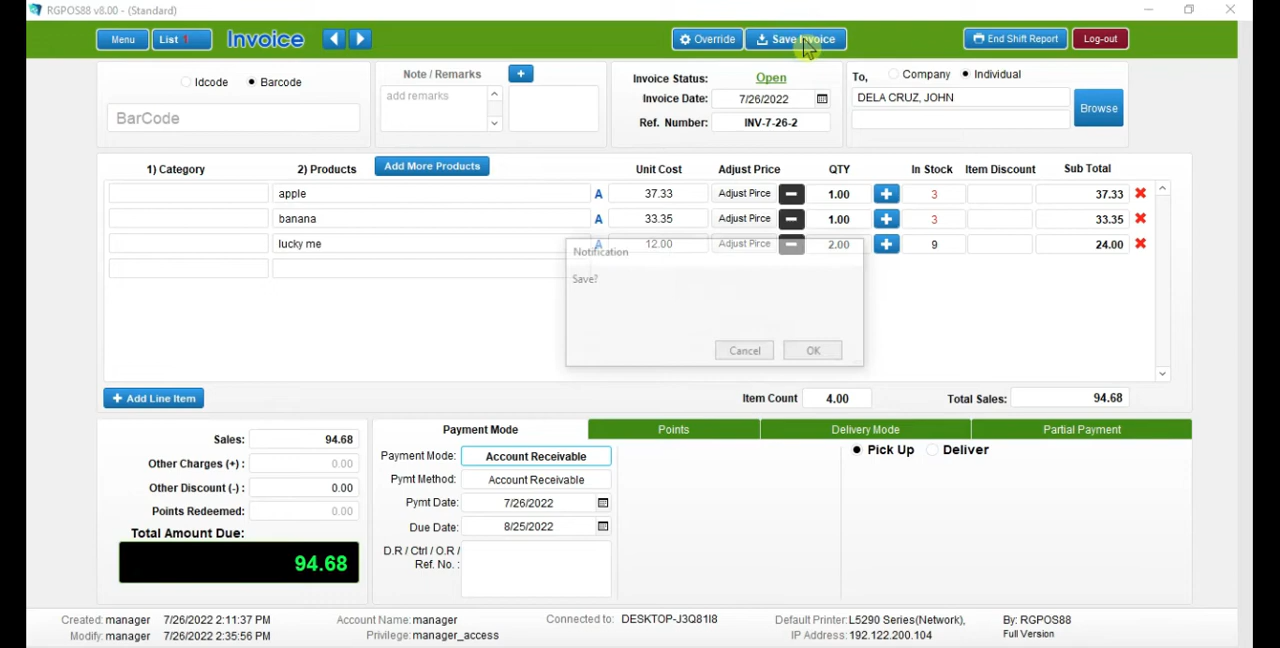 RGPOS88 v8.00 - (Standard)
Menu List 1 Invoice Override Save Invoice End Shift Report Log-out
Idcode Barcode
BarCode
Note / Remarks +
add remarks
Invoice Status: Open
Invoice Date: 7/26/2022
Ref. Number: INV-7-26-2
To, Company Individual
DELA CRUZ, JOHN
Browse
1) Category 2) Products Add More Products Unit Cost Adjust Price QTY In Stock Item Discount Sub Total
apple A 37.33 Adjust Pirce 1.00 3 37.33
banana A 33.35 Adjust Pirce 1.00 3 33.35
lucky me A 12.00 Adjust Pirce 2.00 9 24.00
Notification
Save?
Cancel OK
+ Add Line Item Item Count 4.00 Total Sales: 94.68
Sales: 94.68
Other Charges (+) : 0.00
Other Discount (-) : 0.00
Points Redeemed: 0.00
Total Amount Due:
94.68
Payment Mode Points Delivery Mode Partial Payment
Payment Mode: Account Receivable
Pymt Method: Account Receivable
Pymt Date: 7/26/2022
Due Date: 8/25/2022
D.R / Ctrl / O.R /
Ref. No. :
Pick Up Deliver
Created: manager 7/26/2022 2:11:37 PM Account Name: manager Connected to: DESKTOP-J3Q81I8 Default Printer: L5290 Series(Network), By: RGPOS88
Modify: manager 7/26/2022 2:35:56 PM Privilege: manager_access IP Address: 192.122.200.104 Full Version